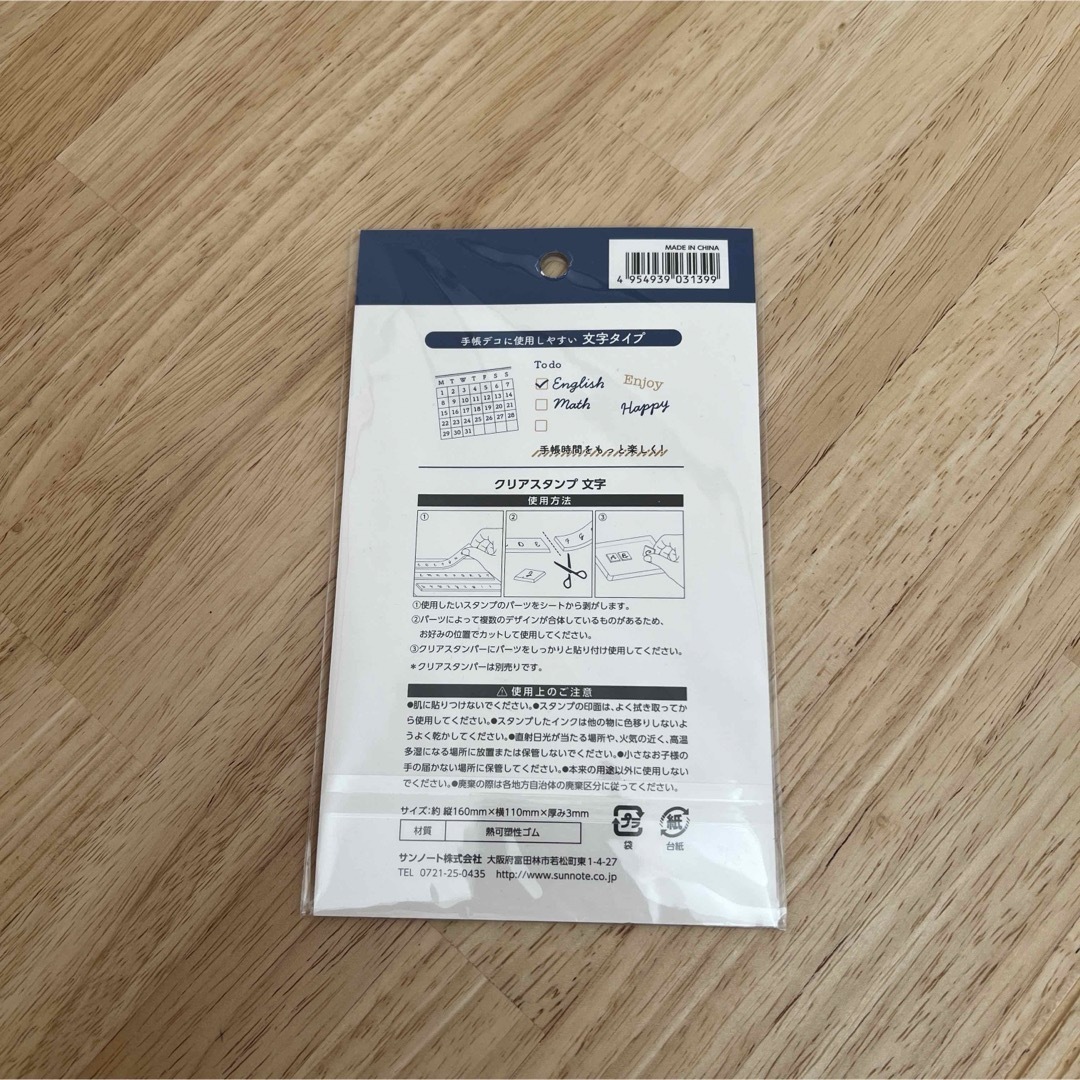 MADE IN CHINA
4 954939 031399
手帳デコに使用しやすい 文字タイプ
M T W T F S S
1 2 3 4 5 6 7
8 9 10 11 12 13 14
15 16 17 18 19 20 21
22 23 24 25 26 27 28
29 30 31
To do
English
Math
Enjoy
Happy
手帳時間をもっと楽しく!
クリアスタンプ 文字
使用方法
① ② ③
D E
F G
A B
①使用したいスタンプのパーツをシートから剥がします。
②パーツによって複数のデザインが合体しているものがあるため、
お好みの位置でカットして使用してください。
③クリアスタンパーにパーツをしっかりと貼り付け使用してください。
*クリアスタンパーは別売りです。
⚠ 使用上のご注意
●肌に貼りつけないでください。●スタンプの印面は、よく拭き取ってか
ら使用してください。●スタンプしたインクは他の物に色移りしないよ
うよく乾かしてください。●直射日光が当たる場所や、火気の近く、高温
多湿になる場所に放置または保管しないでください。●小さなお子様の
手の届かない場所に保管してください。●本来の用途以外に使用しない
でください。●廃棄の際は各地方自治体の廃棄区分に従ってください。
サイズ:約 縦160mm×横110mm×厚み3mm
材質 熱可塑性ゴム
プラ
袋
紙
台紙
サンノート株式会社 大阪府富田林市若松町東1-4-27
TEL 0721-25-0435 http://www.sunnote.co.jp